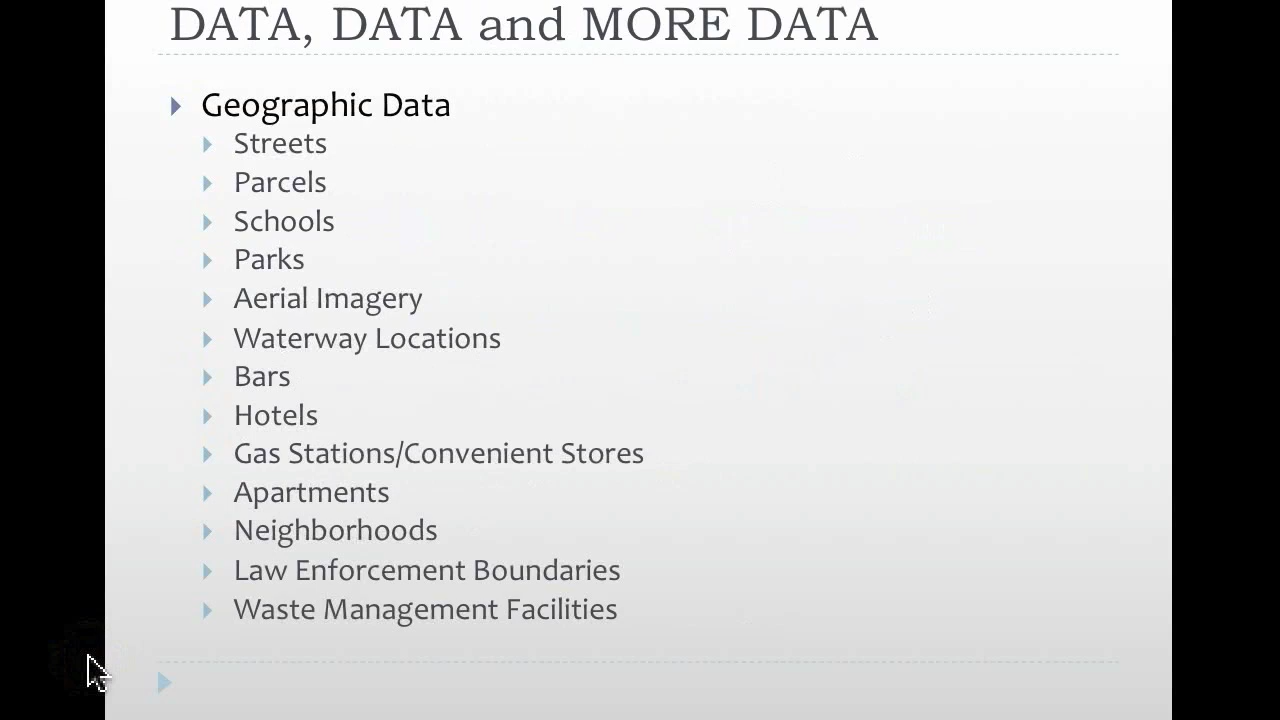 DATA, DATA and MORE DATA
Geographic Data
Streets
Parcels
Schools
Parks
Aerial Imagery
Waterway Locations
Bars
Hotels
Gas Stations/Convenient Stores
Apartments
Neighborhoods
Law Enforcement Boundaries
Waste Management Facilities